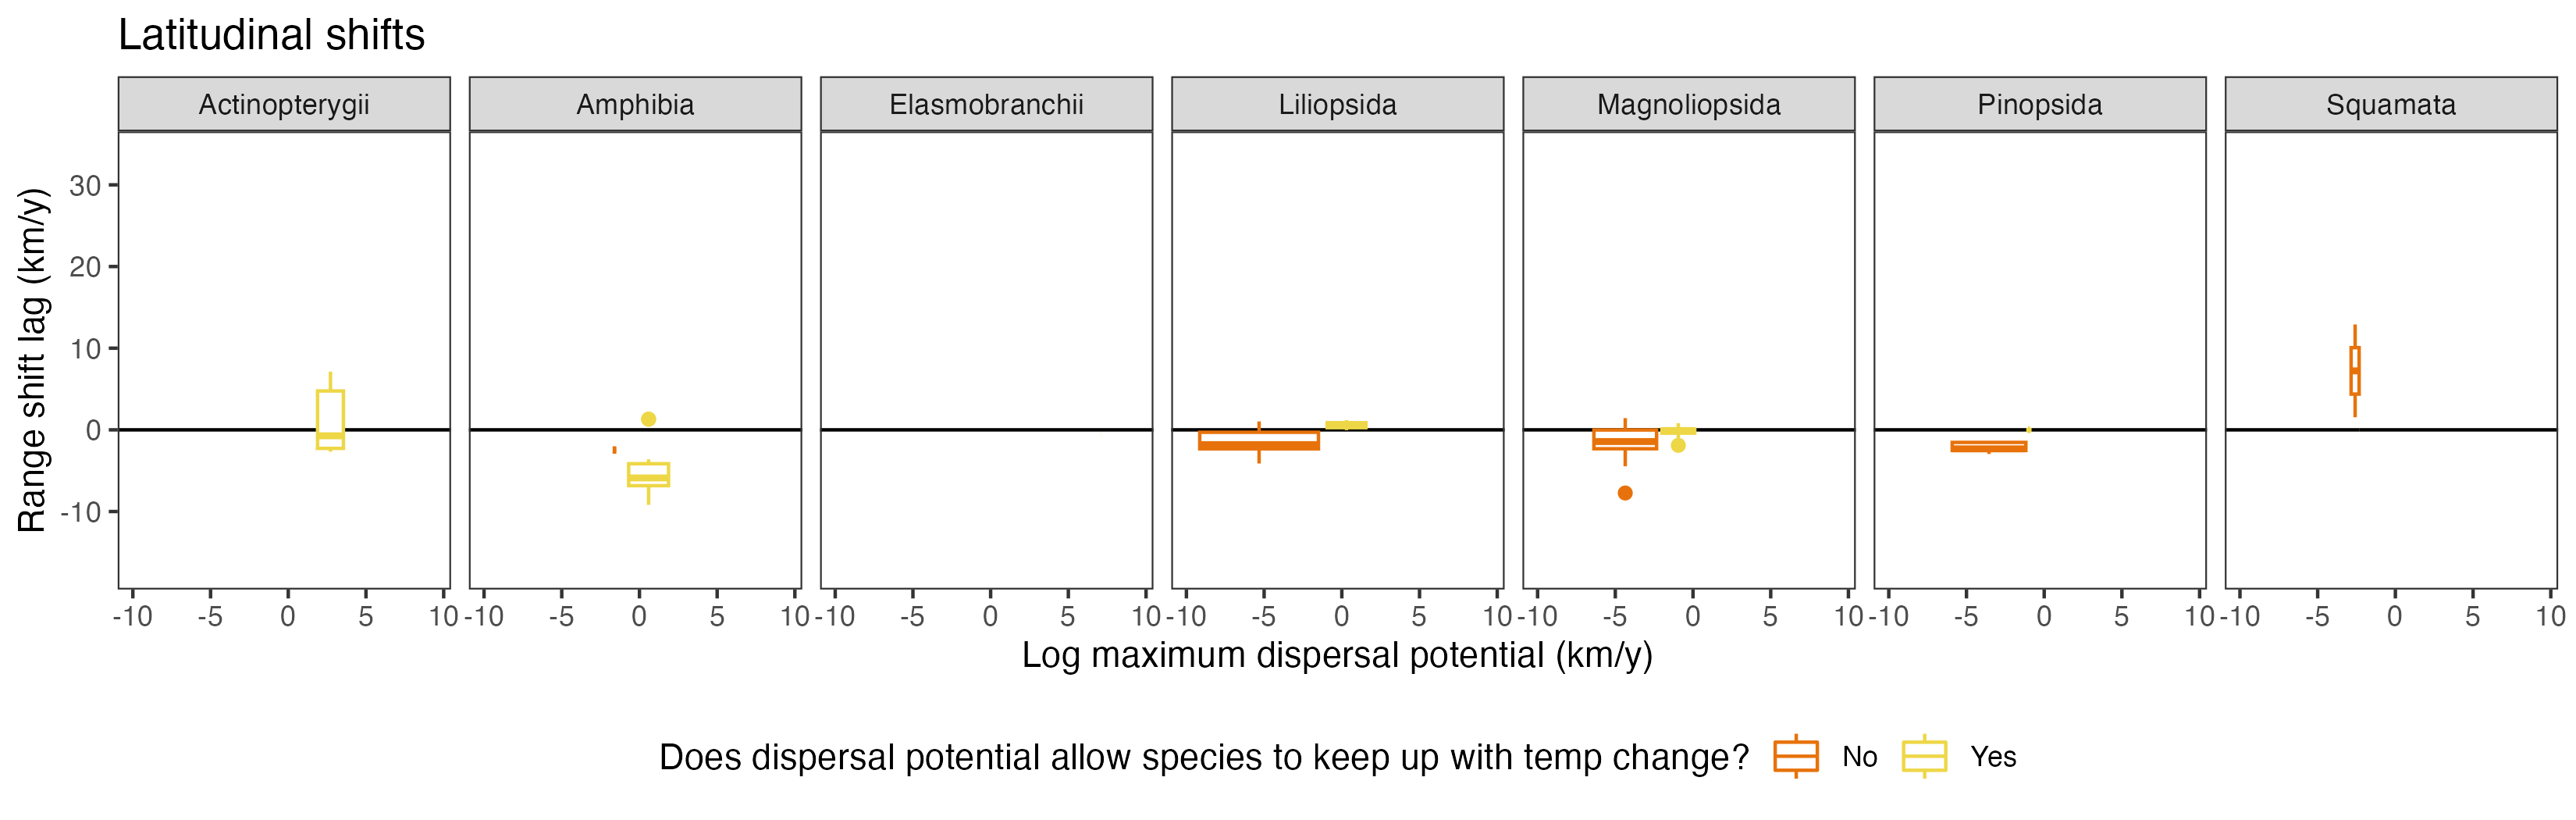 Latitudinal shifts
Actinopterygii Amphibia Elasmobranchii Liliopsida Magnoliopsida Pinopsida Squamata
Range shift lag (km/y)
30
20
10
0
-10
-10 -5 0 5 10 -10 -5 0 5 10 -10 -5 0 5 10 -10 -5 0 5 10 -10 -5 0 5 10 -10 -5 0 5 10 -10 -5 0 5 10
Log maximum dispersal potential (km/y)
Does dispersal potential allow species to keep up with temp change? No Yes